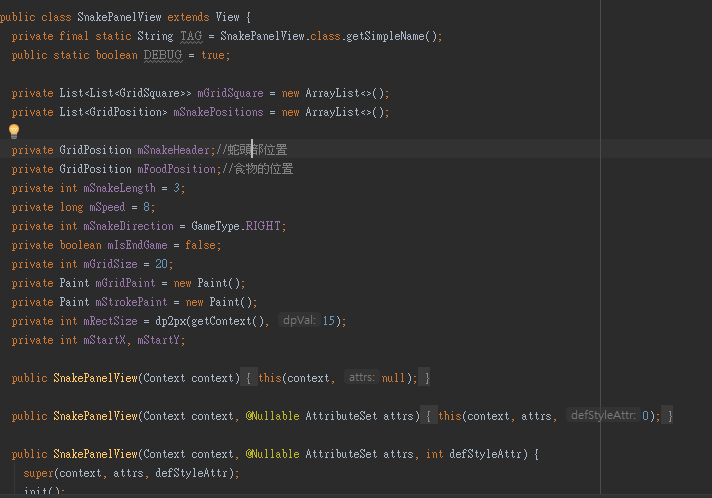 public class SnakePanelView extends View {
private final static String TAG = SnakePanelView.class.getSimpleName();
public static boolean DEBUG = true;
private List<List<GridSquare>> mGridSquare = new ArrayList<>();
private List<GridPosition> mSnakePositions = new ArrayList<>();
private GridPosition mSnakeHeader;//蛇頭部位置
private GridPosition mFoodPosition;//食物的位置
private int mSnakeLength = 3;
private long mSpeed = 8;
private int mSnakeDirection = GameType.RIGHT;
private boolean mIsEndGame = false;
private int mGridSize = 20;
private Paint mGridPaint = new Paint();
private Paint mStrokePaint = new Paint();
private int mRectSize = dp2px(getContext(), dpVal: 15);
private int mStartX, mStartY;
public SnakePanelView(Context context) { this(context, attrs: null); }
public SnakePanelView(Context context, @Nullable AttributeSet attrs) { this(context, attrs, defStyleAttr: 0); }
public SnakePanelView(Context context, @Nullable AttributeSet attrs, int defStyleAttr) {
super(context, attrs, defStyleAttr);
init();